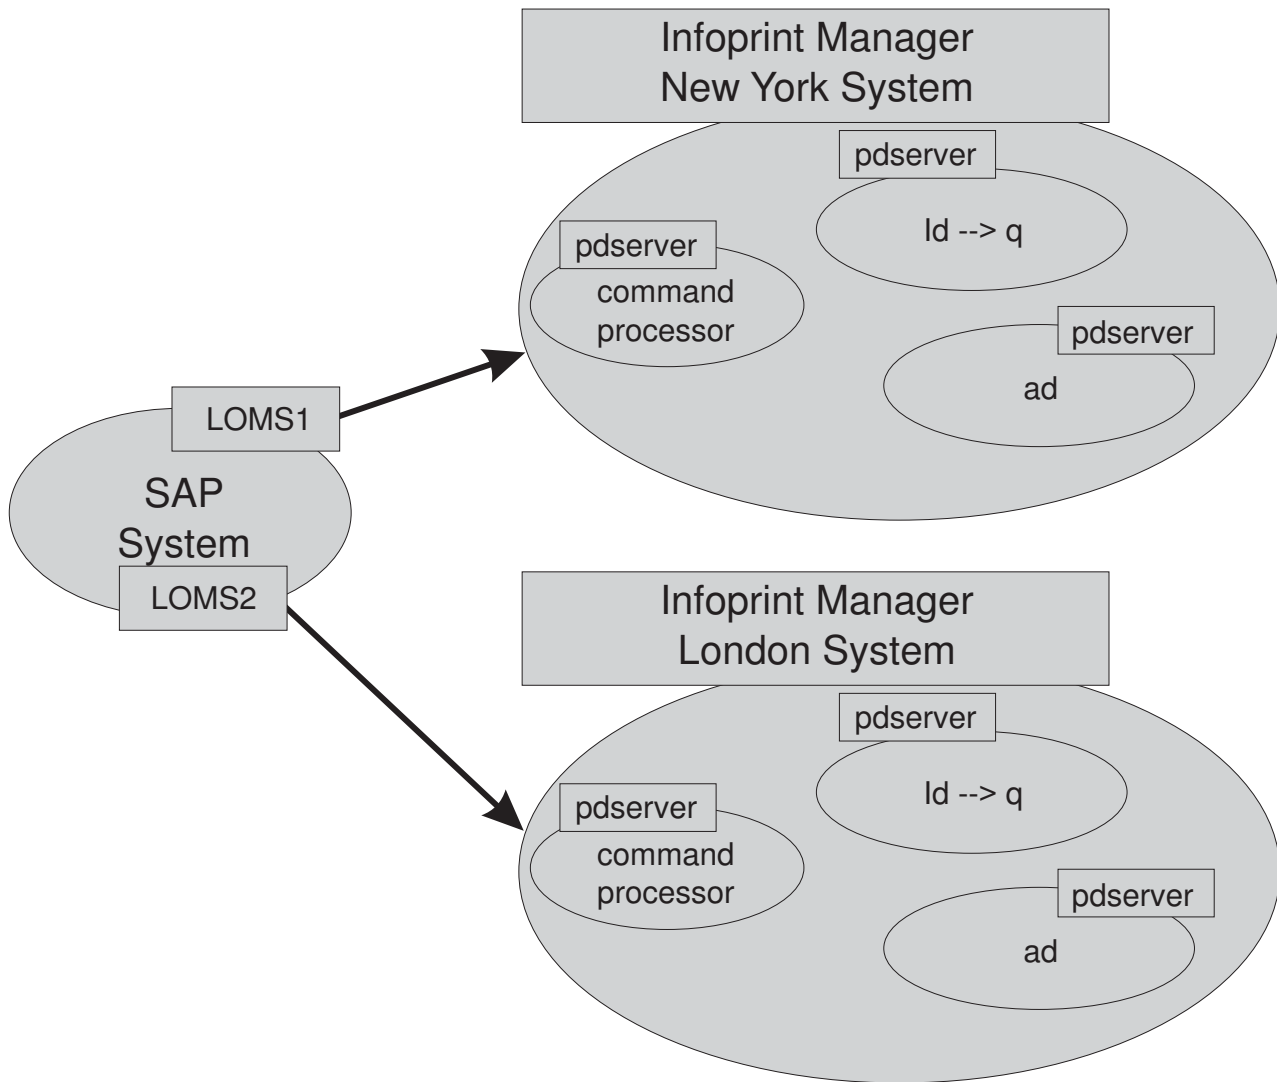 Infoprint Manager
New York System
pdserver
ld --> q
pdserver
command
processor
pdserver
ad
LOMS1
SAP
System
LOMS2
Infoprint Manager
London System
pdserver
ld --> q
pdserver
command
processor
pdserver
ad